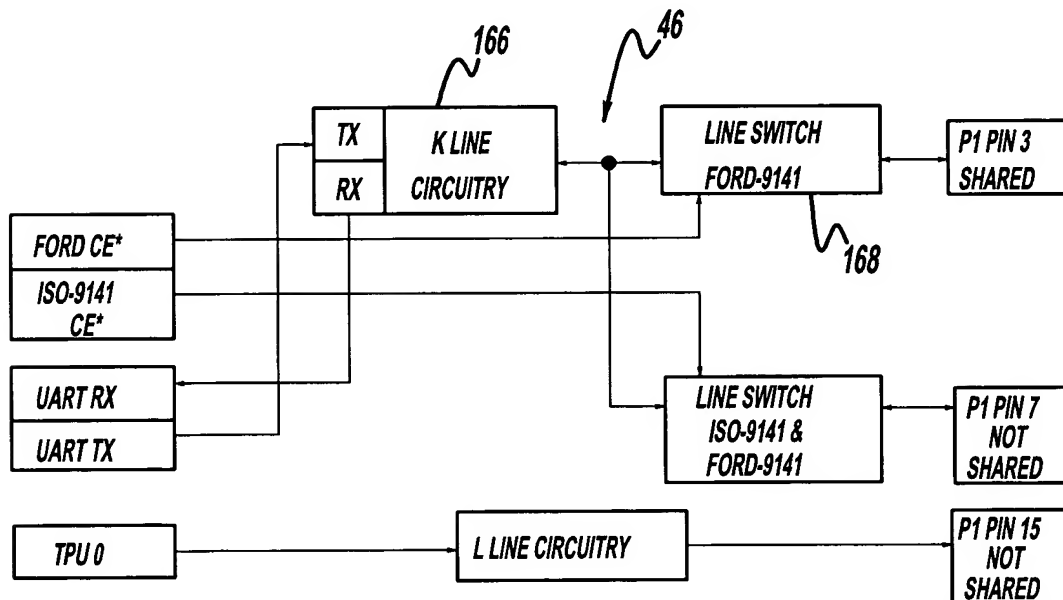 46
166
TX
RX
K LINE
CIRCUITRY
LINE SWITCH
FORD-9141
P1 PIN 3
SHARED
168
FORD CE*
ISO-9141
CE*
UART RX
UART TX
LINE SWITCH
ISO-9141 &
FORD-9141
P1 PIN 7
NOT
SHARED
TPU 0
L LINE CIRCUITRY
P1 PIN 15
NOT
SHARED